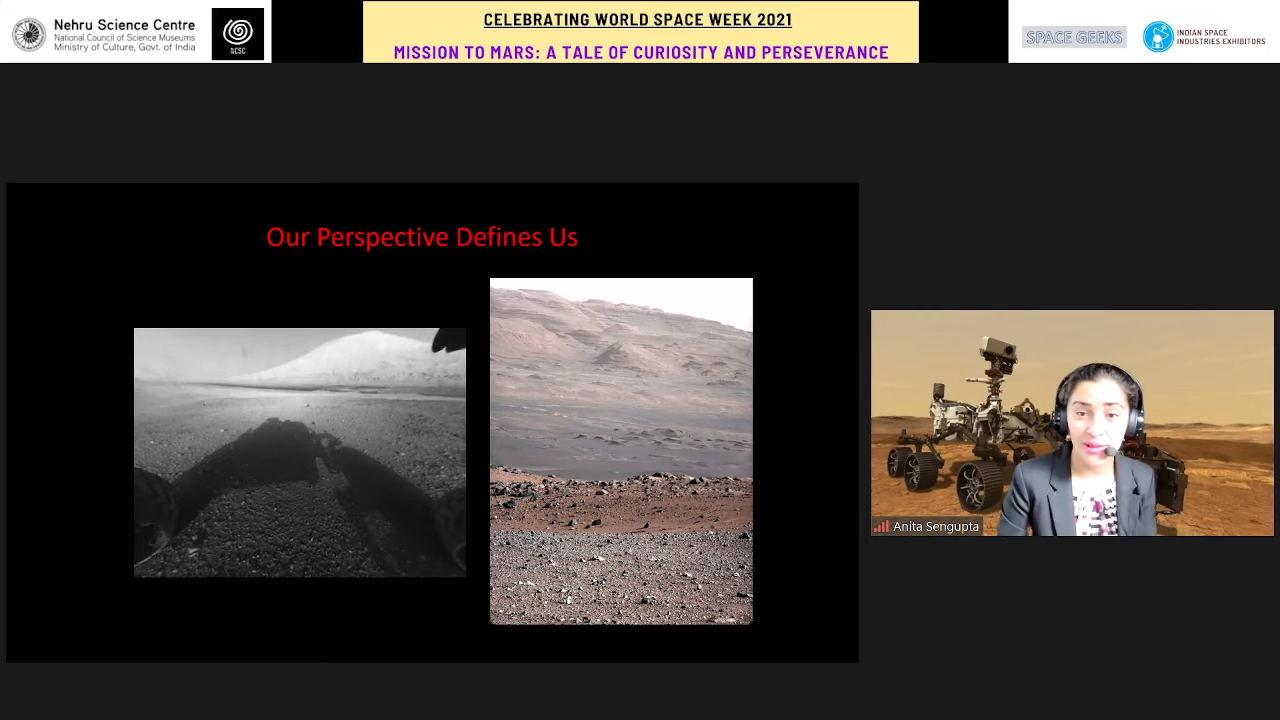 Nehru Science Centre
National Council of Science Museums
Ministry of Culture, Govt. of India
NCSC
CELEBRATING WORLD SPACE WEEK 2021
MISSION TO MARS: A TALE OF CURIOSITY AND PERSEVERANCE
SPACE GEEKS
INDIAN SPACE
INDUSTRIES EXHIBITORS
Our Perspective Defines Us
Anita Sengupta